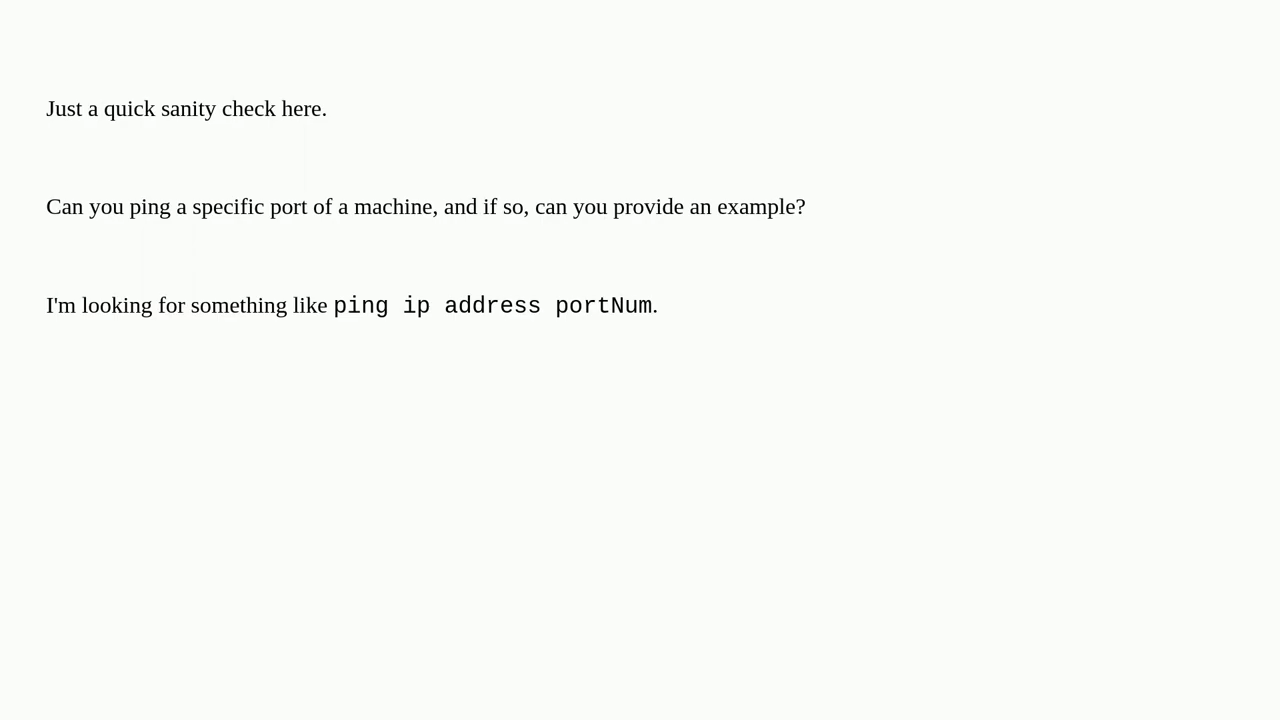 Just a quick sanity check here.
Can you ping a specific port of a machine, and if so, can you provide an example?
I'm looking for something like ping ip address portNum.